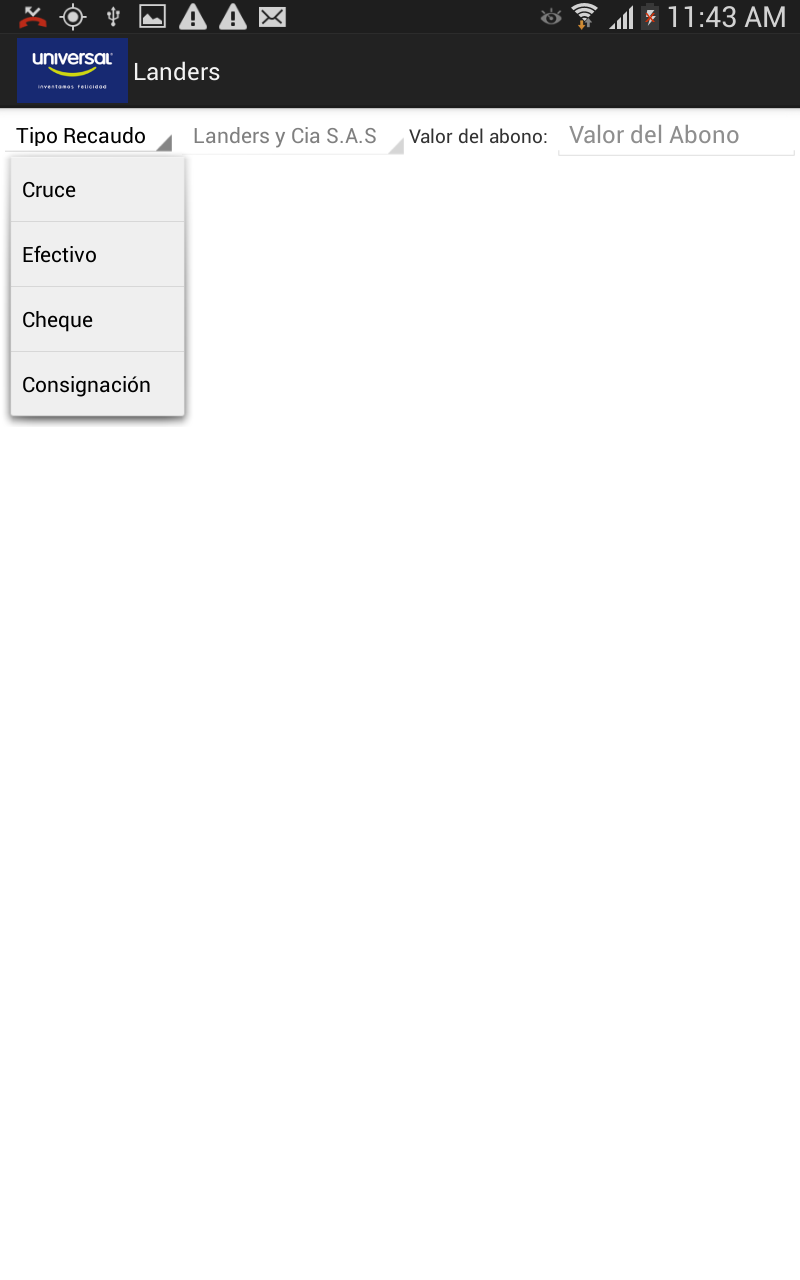 11:43 AM
universal
inventamos felicidad
Landers
Tipo Recaudo Landers y Cia S.A.S Valor del abono: Valor del Abono
Cruce
Efectivo
Cheque
Consignación